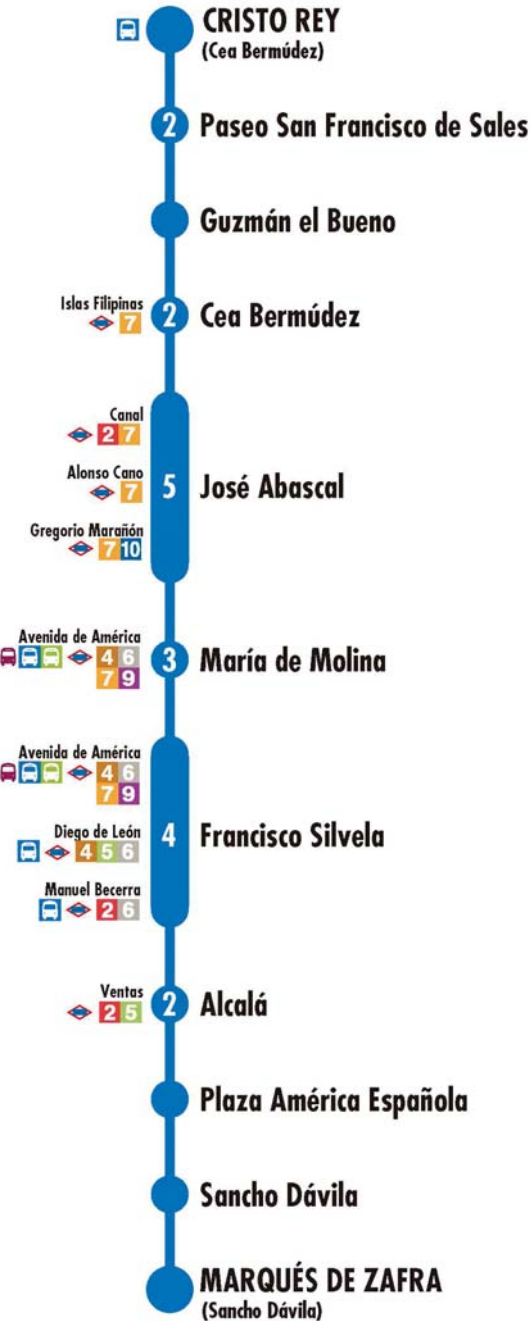 CRISTO REY
(Cea Bermúdez)
2 Paseo San Francisco de Sales
Guzmán el Bueno
Islas Filipinas
7
2 Cea Bermúdez
Canal
2 7
Alonso Cano
7
5 José Abascal
Gregorio Marañón
7 10
Avenida de América
4 6
7 9
3 María de Molina
Avenida de América
4 6
7 9
Diego de León
4 5 6
4 Francisco Silvela
Manuel Becerra
2 6
Ventas
2 5
2 Alcalá
Plaza América Española
Sancho Dávila
MARQUÉS DE ZAFRA
(Sancho Dávila)